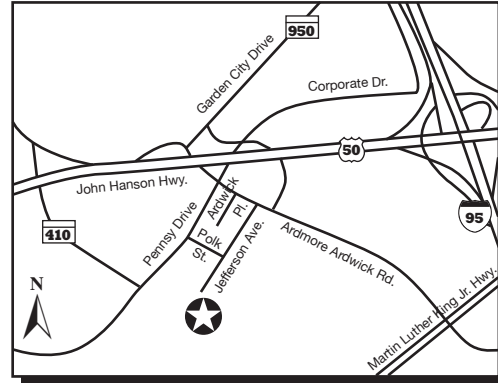 950
Garden City Drive
Corporate Dr.
50
John Hanson Hwy.
95
410
Pennsy Drive
Ardwick
Pl.
Polk
St.
Jefferson Ave.
Ardmore Ardwick Rd.
N
Martin Luther King Jr. Hwy.